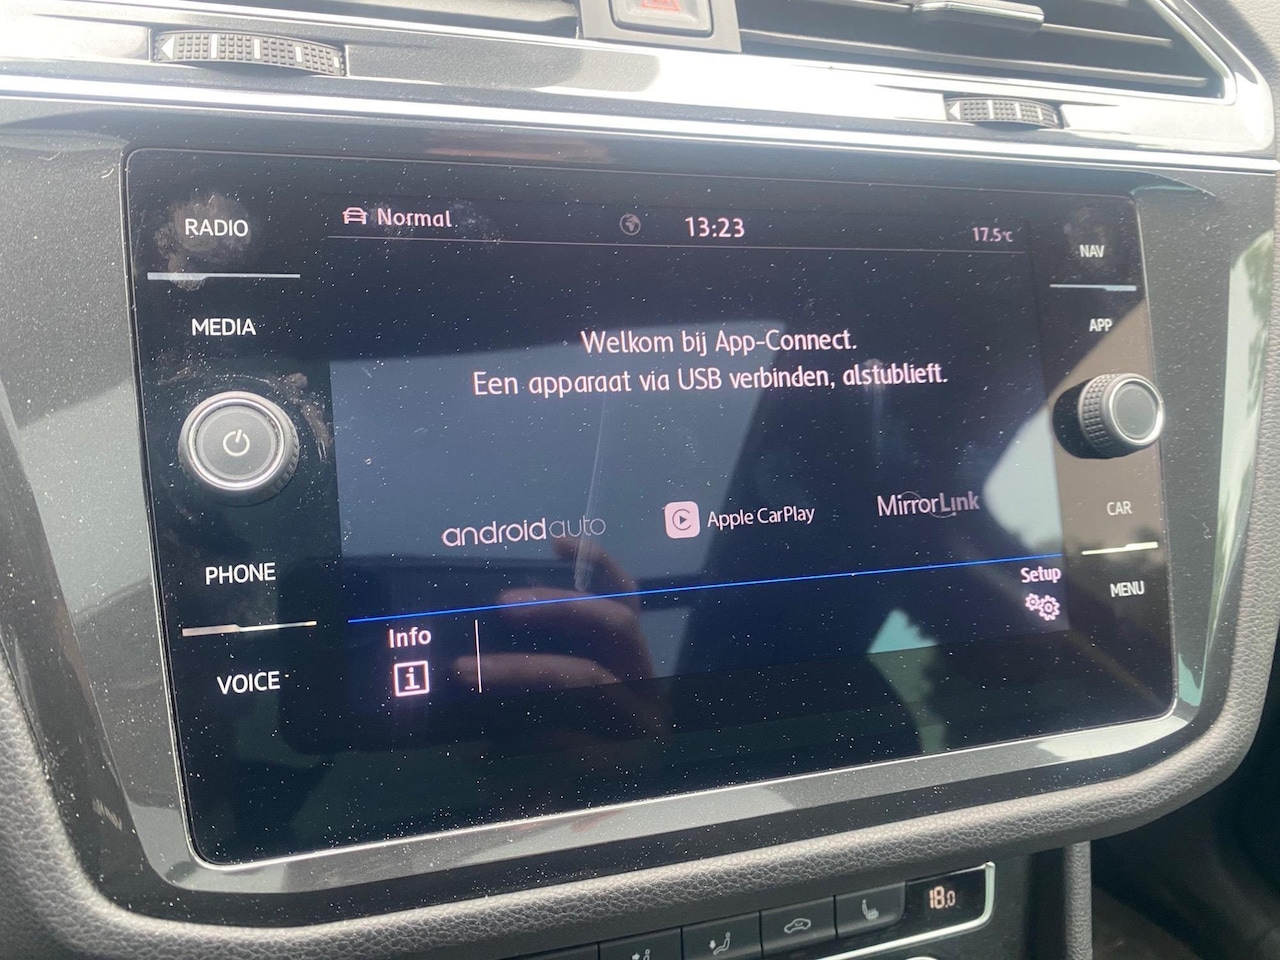 RADIO
MEDIA
PHONE
VOICE
Normal
13:23
17.5°C
Welkom bij App-Connect.
Een apparaat via USB verbinden, alstublieft.
androidauto
Apple CarPlay
MirrorLink
Setup
Info
i
NAV
APP
CAR
MENU
18.0